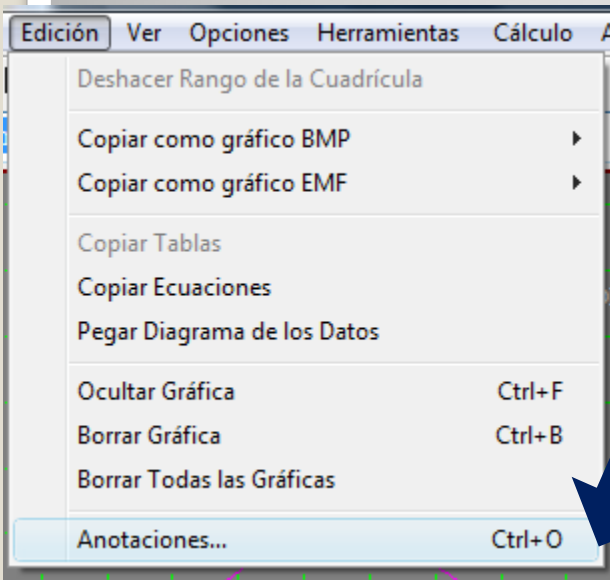 Edición Ver Opciones Herramientas Cálculo
Deshacer Rango de la Cuadrícula
Copiar como gráfico BMP
Copiar como gráfico EMF
Copiar Tablas
Copiar Ecuaciones
Pegar Diagrama de los Datos
Ocultar Gráfica Ctrl+F
Borrar Gráfica Ctrl+B
Borrar Todas las Gráficas
Anotaciones... Ctrl+O